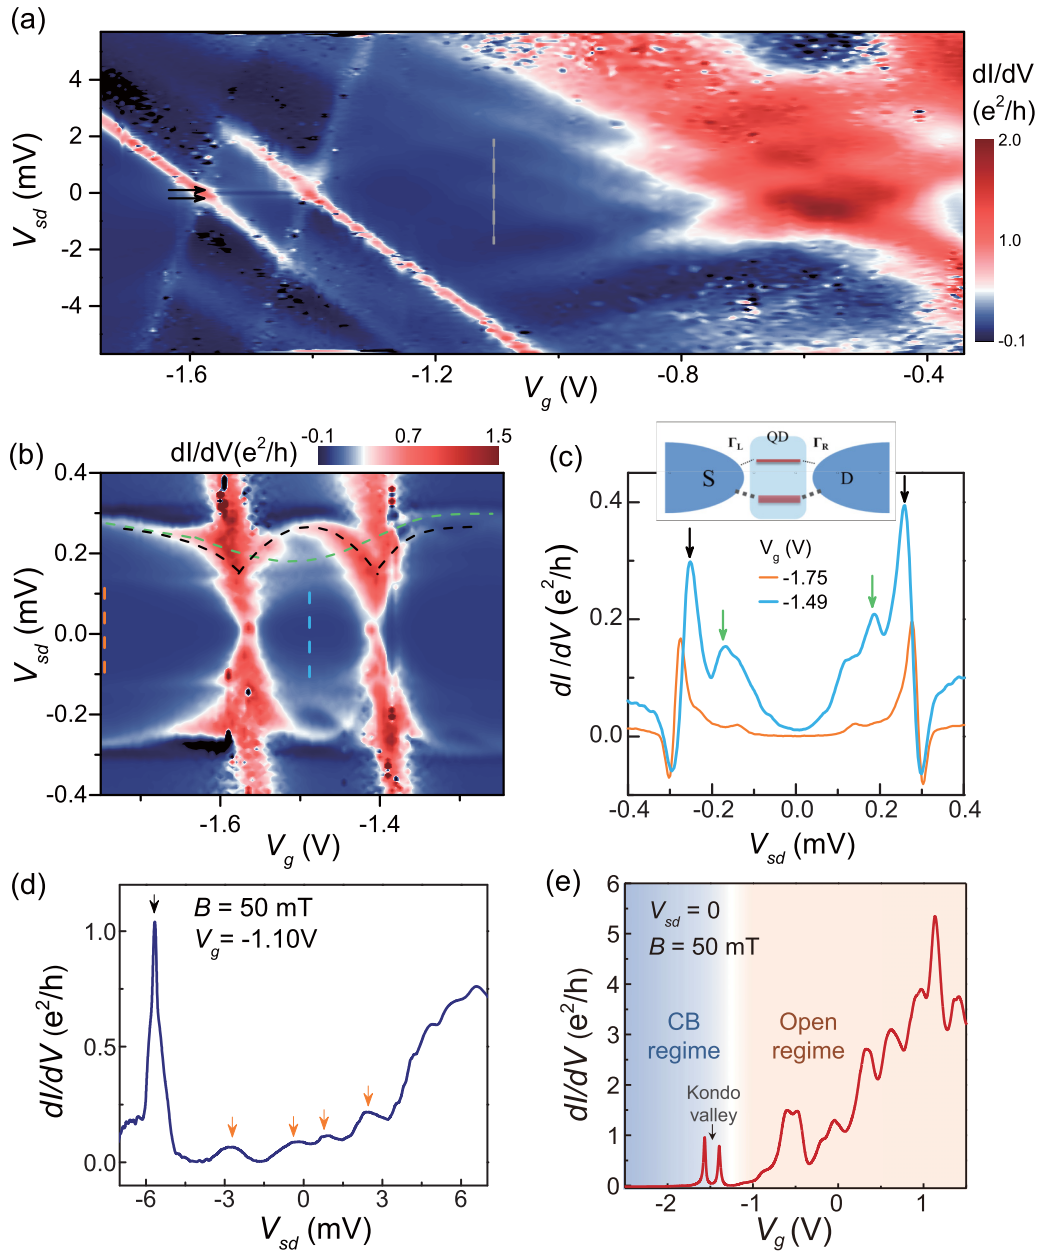 (a)
dI/dV
(e²/h)
2.0
1.0
-0.1
V_sd (mV)
4
2
0
-2
-4
-1.6
-1.2
-0.8
-0.4
V_g (V)
(b)
dI/dV(e²/h)
-0.1
0.7
1.5
V_sd (mV)
0.4
0.2
0.0
-0.2
-0.4
-1.6
-1.4
V_g (V)
(c)
Γ_L
QD
Γ_R
S
D
V_g (V)
-1.75
-1.49
dI/dV (e²/h)
0.4
0.2
0.0
-0.4
-0.2
0.0
0.2
0.4
V_sd (mV)
(d)
B = 50 mT
V_g = -1.10V
dI/dV (e²/h)
1.0
0.5
0.0
-6
-3
0
3
6
V_sd (mV)
(e)
V_sd = 0
B = 50 mT
CB
regime
Open
regime
Kondo
valley
dI/dV (e²/h)
6
5
4
3
2
1
0
-2
-1
0
1
V_g (V)